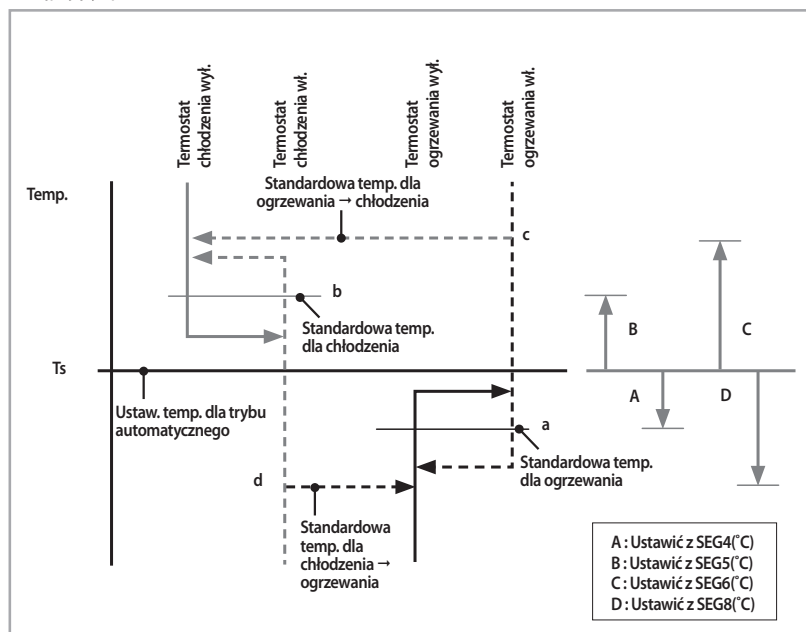 Termostat
chłodzenia wył.
Termostat
chłodzenia wł.
Termostat
ogrzewania wył.
Termostat
ogrzewania wł.
Temp.
Standardowa temp. dla
ogrzewania → chłodzenia
c
b
Standardowa temp.
dla chłodzenia
B
C
Ts
A
D
Ustaw. temp. dla trybu
automatycznego
a
Standardowa temp.
dla ogrzewania
d
Standardowa
temp. dla
chłodzenia →
ogrzewania
A : Ustawić z SEG4(˚C)
B : Ustawić z SEG5(˚C)
C : Ustawić z SEG6(˚C)
D : Ustawić z SEG8(˚C)